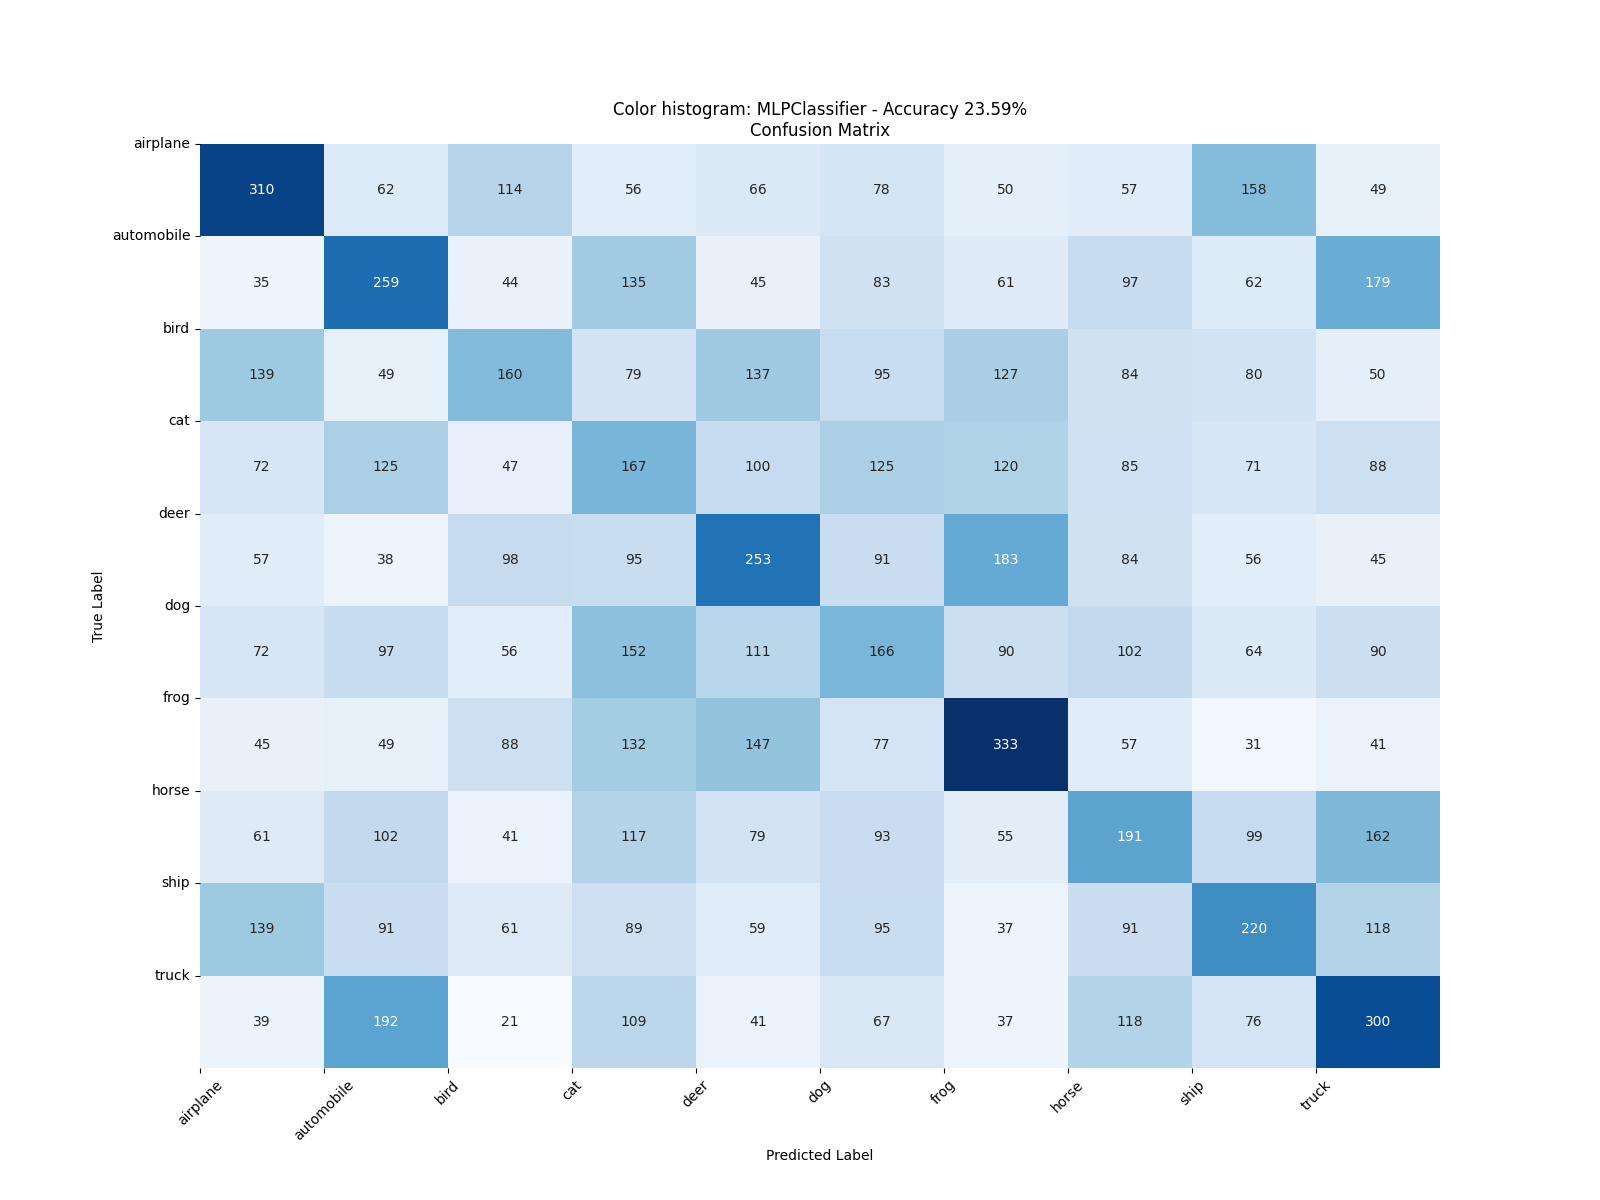 Color histogram: MLPClassifier - Accuracy 23.59%
Confusion Matrix
airplane
310 62 114 56 66 78 50 57 158 49
automobile
35 259 44 135 45 83 61 97 62 179
bird
139 49 160 79 137 95 127 84 80 50
cat
72 125 47 167 100 125 120 85 71 88
deer
57 38 98 95 253 91 183 84 56 45
True Label
dog
72 97 56 152 111 166 90 102 64 90
frog
45 49 88 132 147 77 333 57 31 41
horse
61 102 41 117 79 93 55 191 99 162
ship
139 91 61 89 59 95 37 91 220 118
truck
39 192 21 109 41 67 37 118 76 300
airplane automobile bird cat deer dog frog horse ship truck
Predicted Label